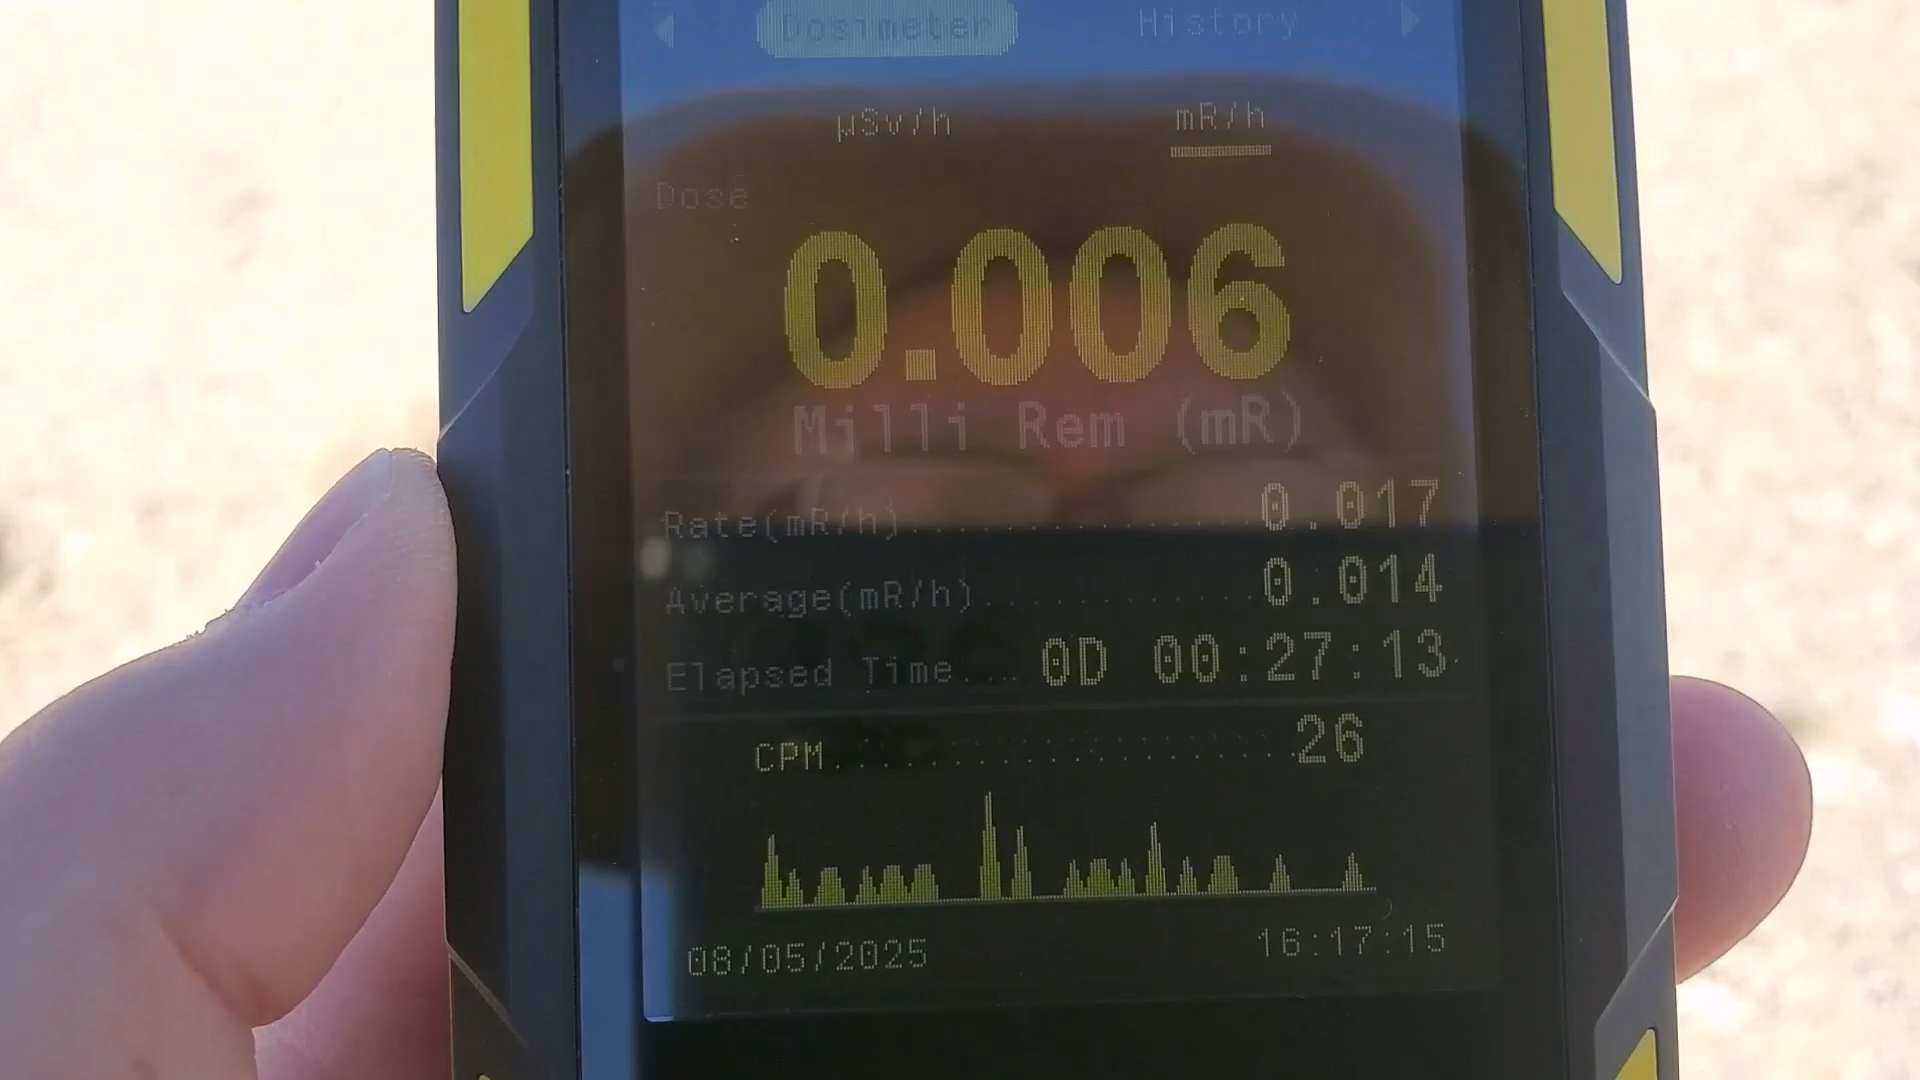 Dosimeter History
µSv/h mR/h
Dose
0.006
Milli Rem (mR)
Rate(mR/h)................ 0.017
Average(mR/h)............. 0.014
Elapsed Time.... 0D 00:27:13
CPM.................... 26
08/05/2025 16:17:15